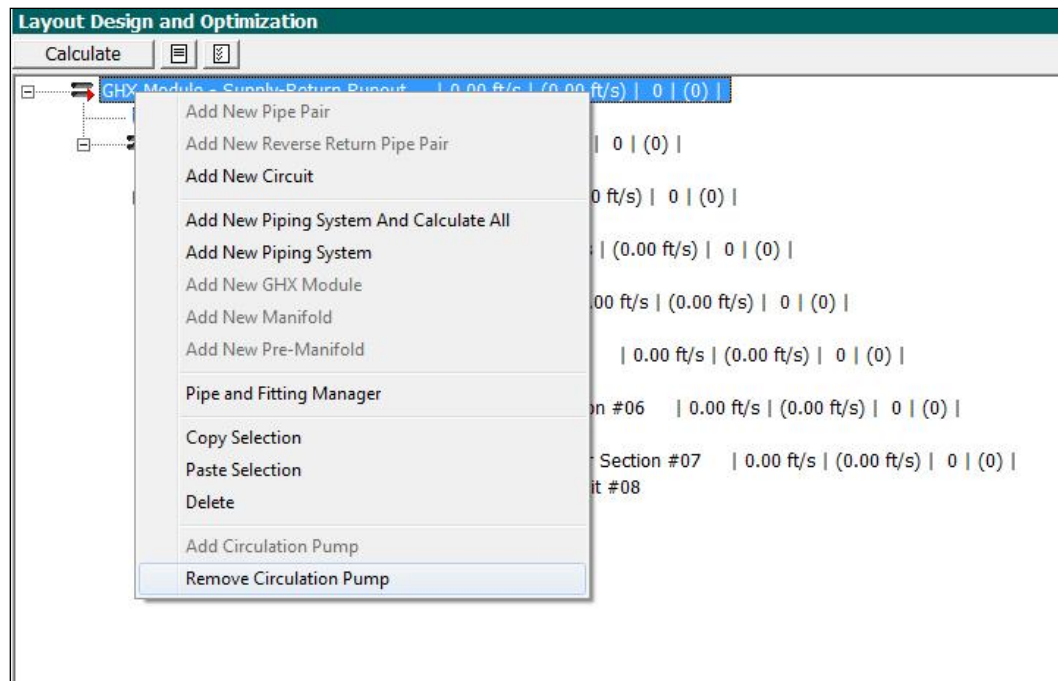 Layout Design and Optimization
Calculate
GHX Module - Supply-Return Runout | 0.00 ft/s | (0.00 ft/s) | 0 | (0) |
Add New Pipe Pair
Add New Reverse Return Pipe Pair | 0 | (0) |
Add New Circuit
0 ft/s) | 0 | (0) |
Add New Piping System And Calculate All
Add New Piping System | (0.00 ft/s) | 0 | (0) |
Add New GHX Module
.00 ft/s | (0.00 ft/s) | 0 | (0) |
Add New Manifold
Add New Pre-Manifold | 0.00 ft/s | (0.00 ft/s) | 0 | (0) |
Pipe and Fitting Manager
on #06 | 0.00 ft/s | (0.00 ft/s) | 0 | (0) |
Copy Selection
Paste Selection r Section #07 | 0.00 ft/s | (0.00 ft/s) | 0 | (0) |
Delete it #08
Add Circulation Pump
Remove Circulation Pump